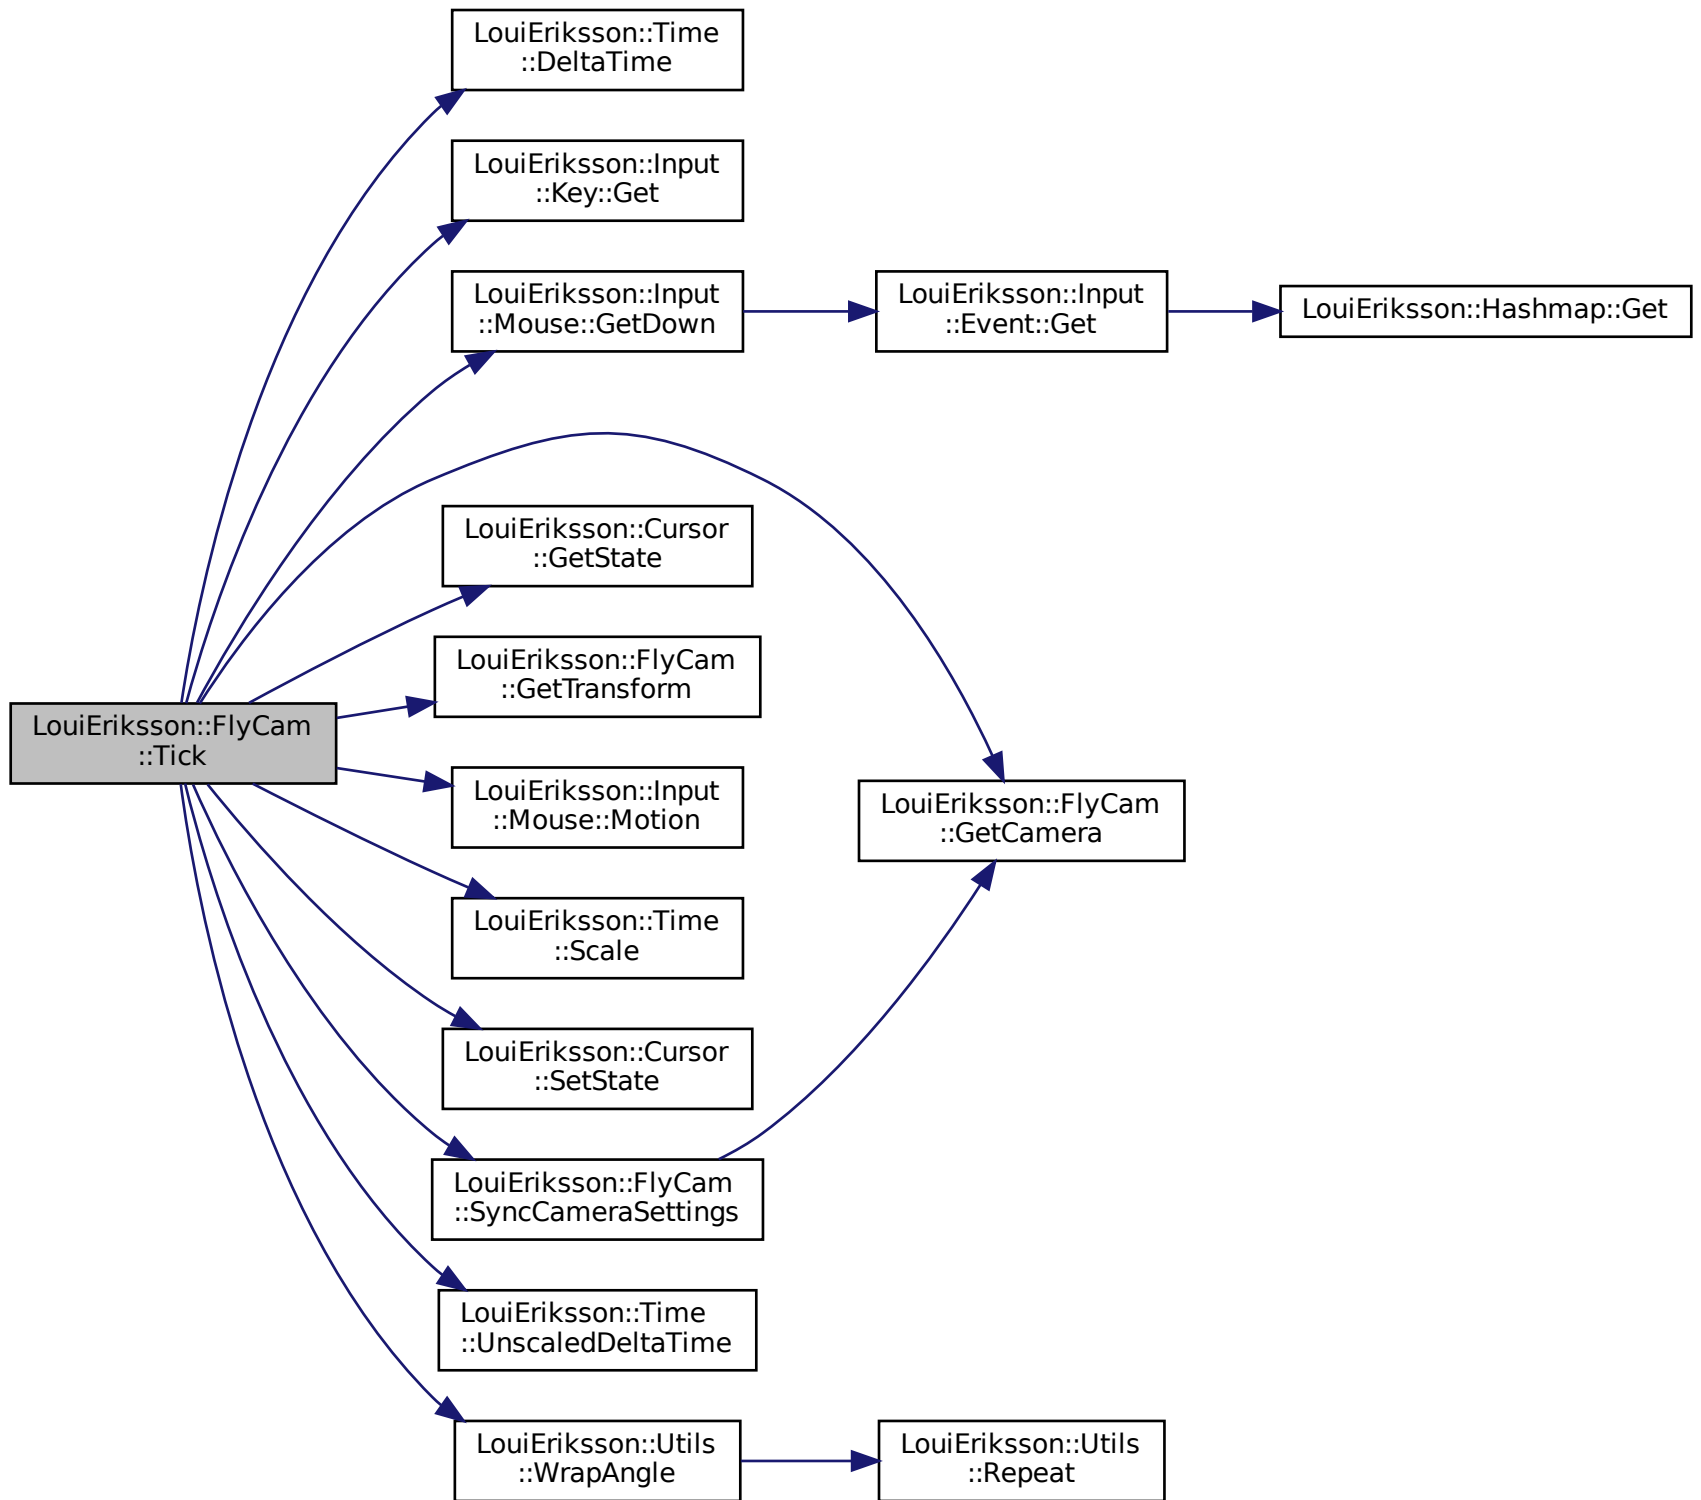 LouiEriksson::Time
::DeltaTime
LouiEriksson::Input
::Key::Get
LouiEriksson::Input
::Mouse::GetDown
LouiEriksson::Input
::Event::Get
LouiEriksson::Hashmap::Get
LouiEriksson::Cursor
::GetState
LouiEriksson::FlyCam
::GetTransform
LouiEriksson::FlyCam
::Tick
LouiEriksson::Input
::Mouse::Motion
LouiEriksson::FlyCam
::GetCamera
LouiEriksson::Time
::Scale
LouiEriksson::Cursor
::SetState
LouiEriksson::FlyCam
::SyncCameraSettings
LouiEriksson::Time
::UnscaledDeltaTime
LouiEriksson::Utils
::WrapAngle
LouiEriksson::Utils
::Repeat